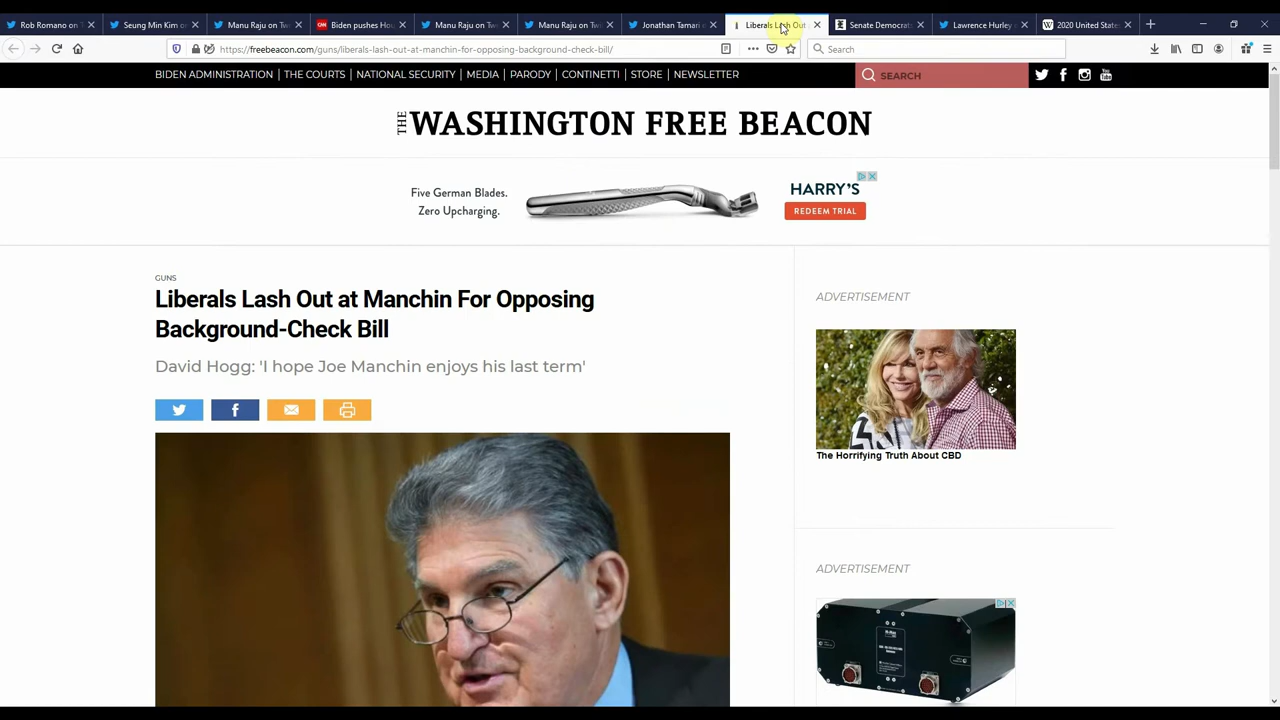 Rob Romano on
Seung Min Kim o
Manu Raju on Tw
Biden pushes Ho
Manu Raju on Tw
Manu Raju on Tw
Jonathan Tamari
Liberals Lash Out
Senate Democrat
Lawrence Hurley
2020 United State
https://freebeacon.com/guns/liberals-lash-out-at-manchin-for-opposing-background-check-bill/
Search
BIDEN ADMINISTRATION | THE COURTS | NATIONAL SECURITY | MEDIA | PARODY | CONTINETTI | STORE | NEWSLETTER
SEARCH
THE WASHINGTON FREE BEACON
Five German Blades.
Zero Upcharging.
HARRY'S
REDEEM TRIAL
GUNS
Liberals Lash Out at Manchin For Opposing
Background-Check Bill
David Hogg: 'I hope Joe Manchin enjoys his last term'
ADVERTISEMENT
The Horrifying Truth About CBD
ADVERTISEMENT